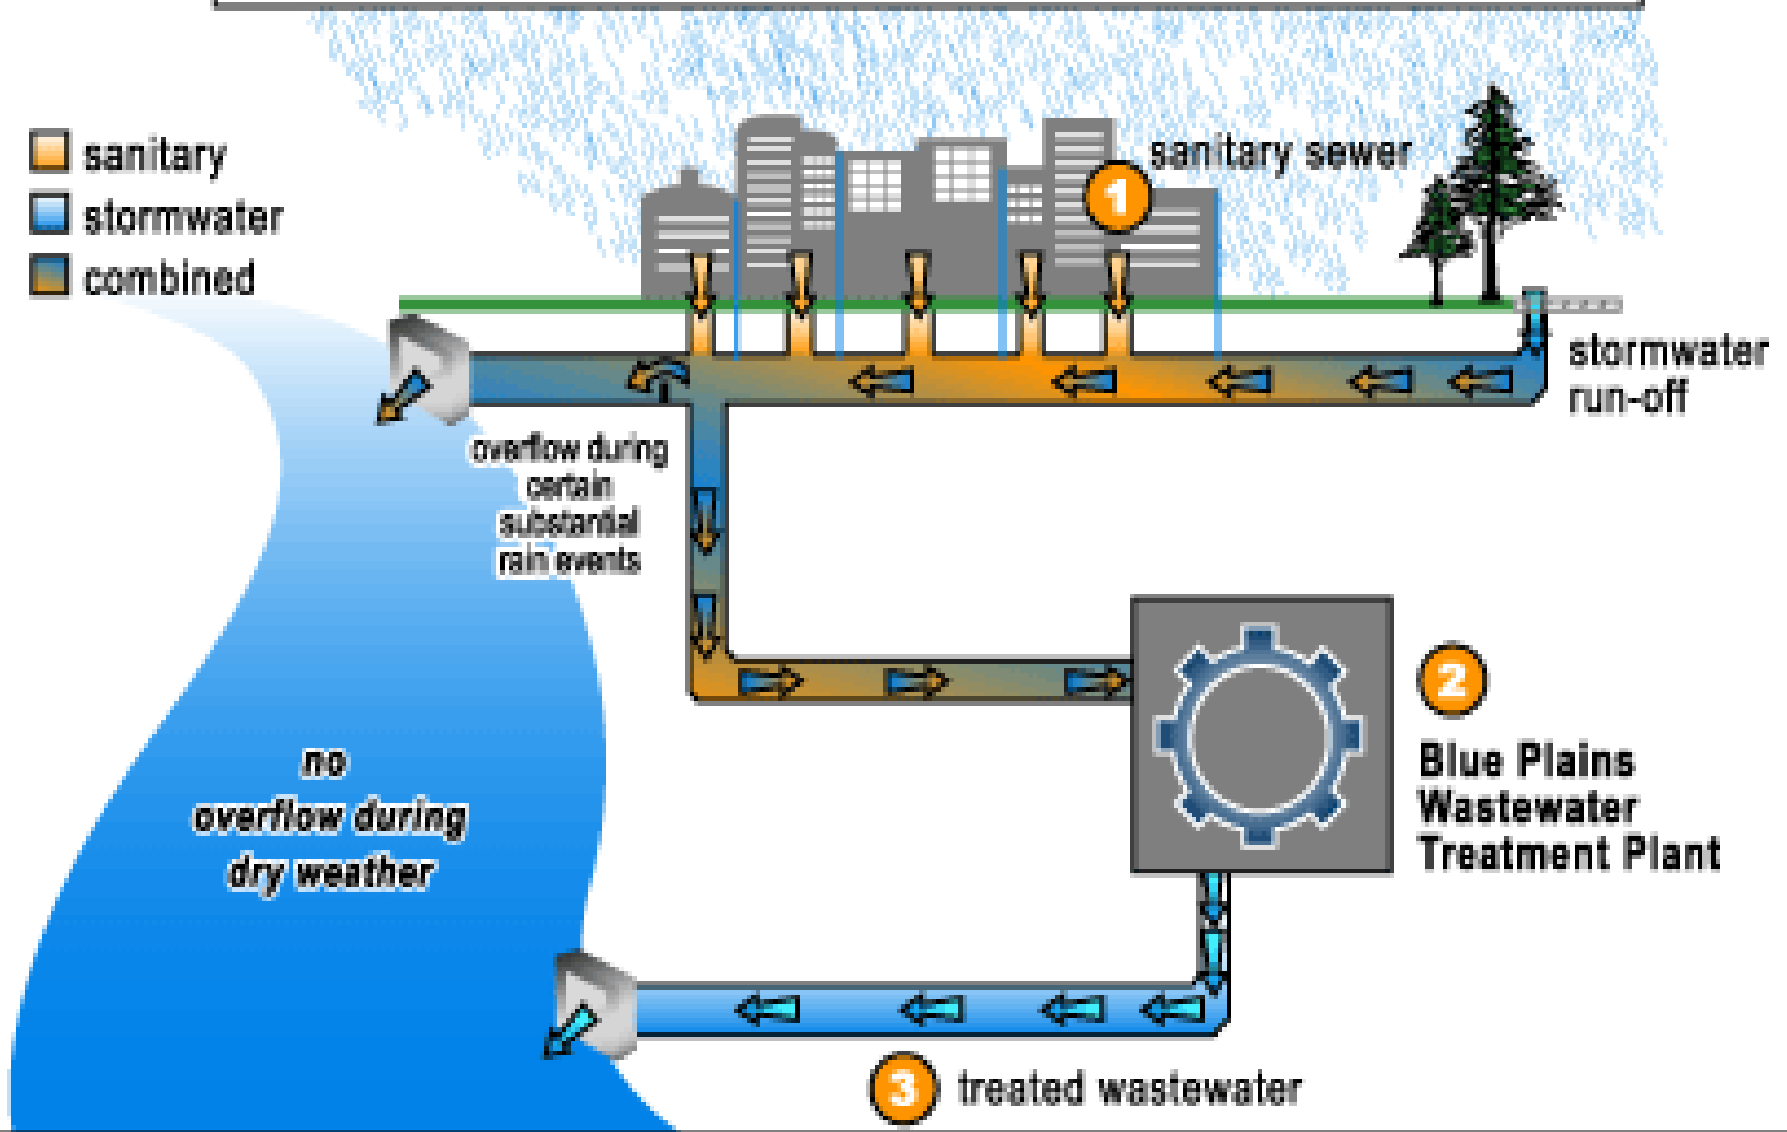 sanitary
stormwater
combined
1
sanitary sewer
stormwater
run-off
overflow during
certain
substantial
rain events
2
Blue Plains
Wastewater
Treatment Plant
no
overflow during
dry weather
3
treated wastewater